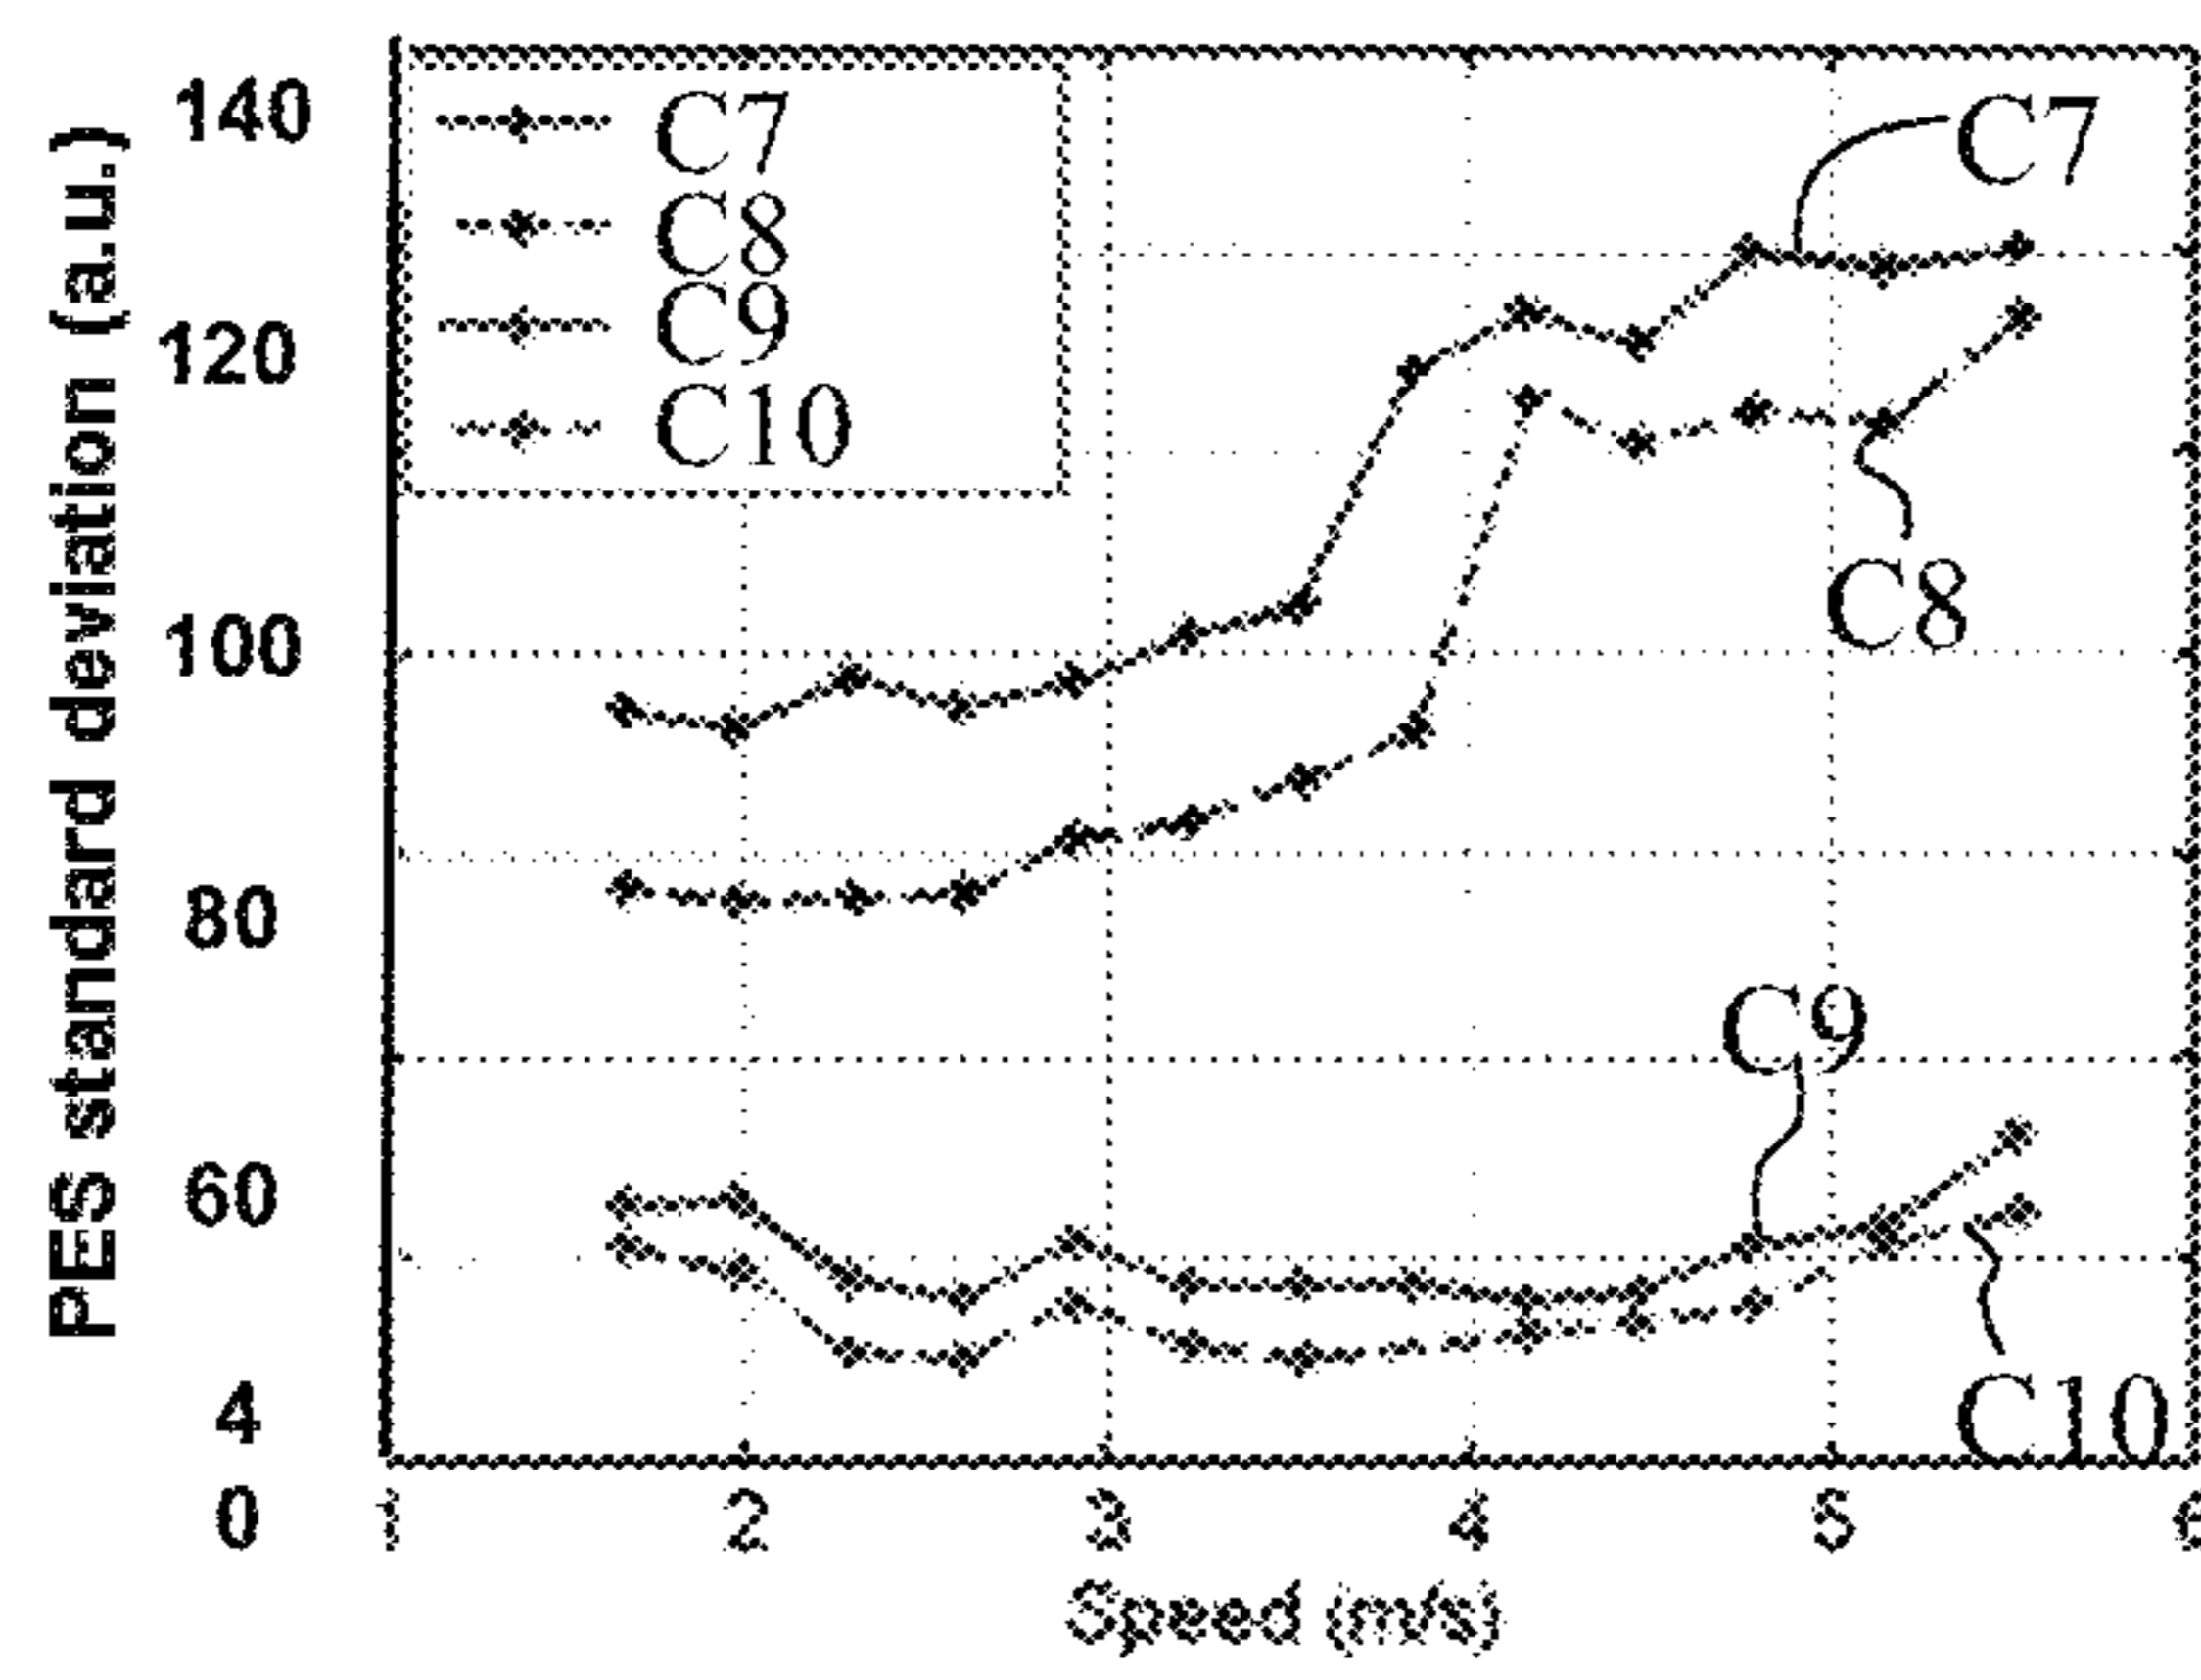 PES standard deviation (a.u.)
140
120
100
80
60
4
0
C7
C8
C9
C10
C7
C8
C9
C10
1 2 3 4 5 6
Speed (m/s)